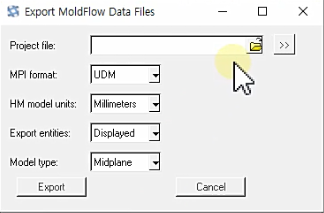 Export MoldFlow Data Files
Project file:
>>
MPI format: UDM
HM model units: Millimeters
Export entities: Displayed
Model type: Midplane
Export Cancel